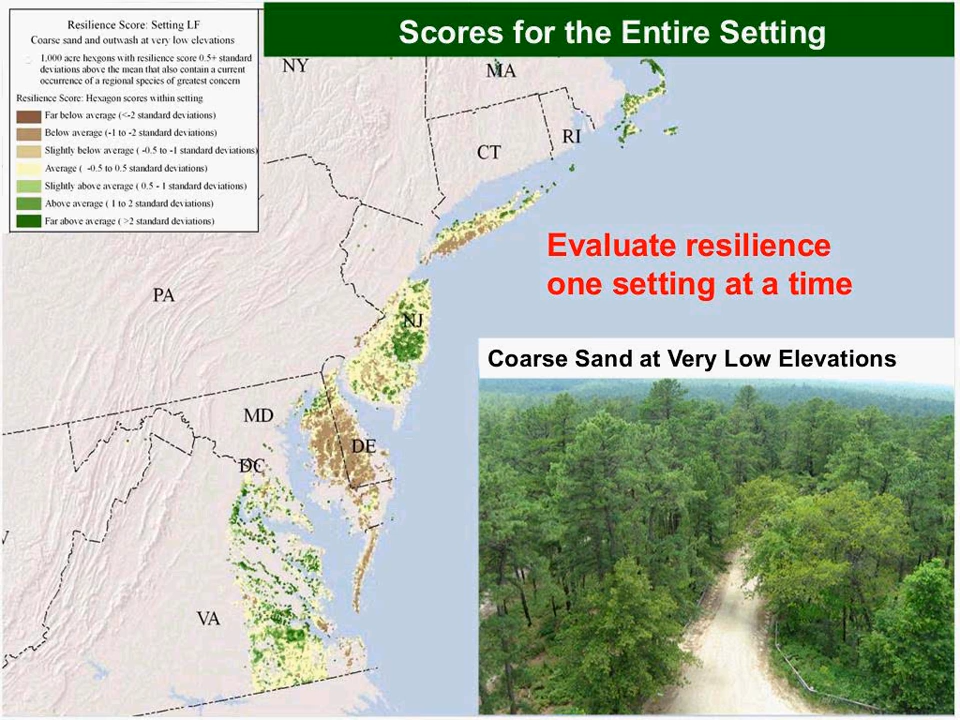 Scores for the Entire Setting
Resilience Score: Setting LF
Coarse sand and outwash at very low elevations
1,000 acre hexgons with resilience score 0.5+ standard
deviations above the mean that also contain a current
occurrence of a regional species of greatest concern
Resilience Score: Hexagon scores within setting
Far below average (<-2 standard deviations)
Below average (-1 to -2 standard deviations)
Slightly below average ( -0.5 to -1 standard deviations)
Average ( -0.5 to 0.5 standard deviations)
Slightly above average ( 0.5 - 1 standard deviations)
Above average ( 1 to 2 standard deviations)
Far above average ( >2 standard deviations)
NY
MA
CT
RI
Evaluate resilience
one setting at a time
PA
NJ
MD
DE
DC
VA
Coarse Sand at Very Low Elevations